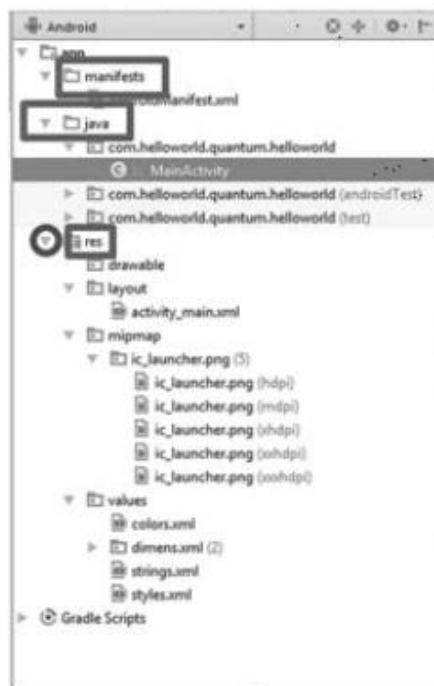 Android
app
manifests
AndroidManifest.xml
java
com.helloworld.quantum.helloworld
MainActivity
com.helloworld.quantum.helloworld (androidTest)
com.helloworld.quantum.helloworld (test)
res
drawable
layout
activity_main.xml
mipmap
ic_launcher.png (5)
ic_launcher.png (hdpi)
ic_launcher.png (mdpi)
ic_launcher.png (xhdpi)
ic_launcher.png (xxhdpi)
ic_launcher.png (xxxhdpi)
values
colors.xml
dimens.xml (2)
strings.xml
styles.xml
Gradle Scripts